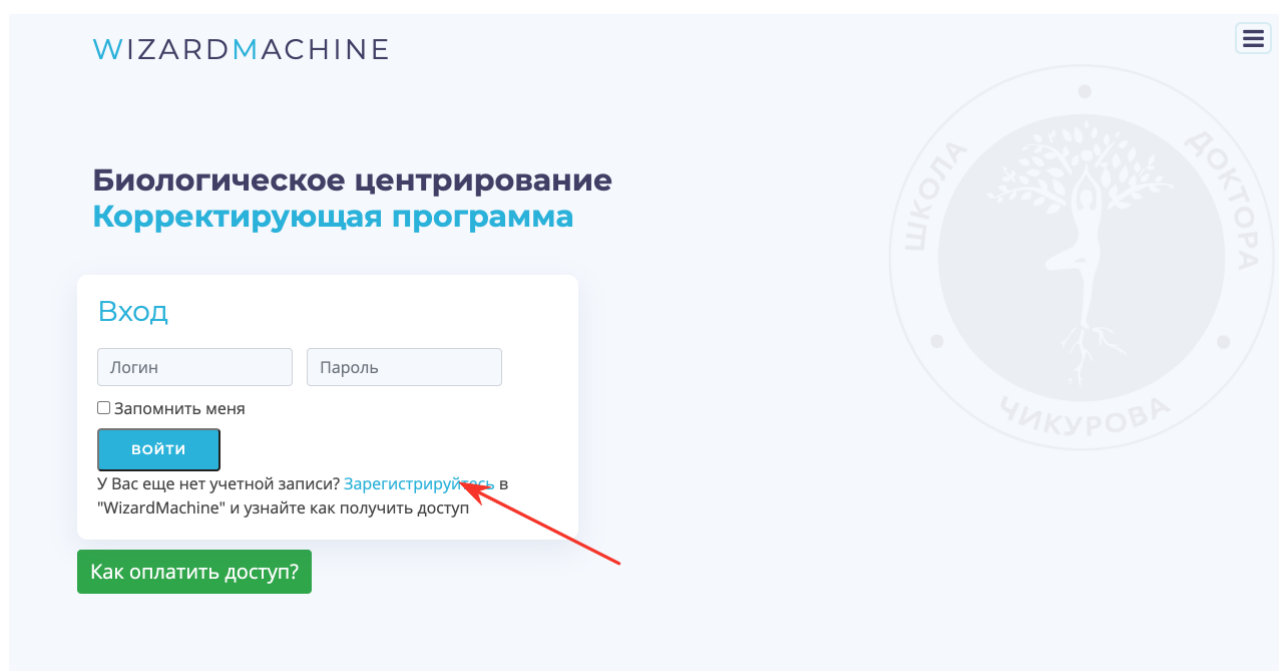 WIZARDMACHINE
Биологическое центрирование
Корректирующая программа
ШКОЛА ДОКТОРА ЧИКУРОВА
Вход
Логин
Пароль
Запомнить меня
ВОЙТИ
У Вас еще нет учетной записи? Зарегистрируйтесь в
"WizardMachine" и узнайте как получить доступ
Как оплатить доступ?